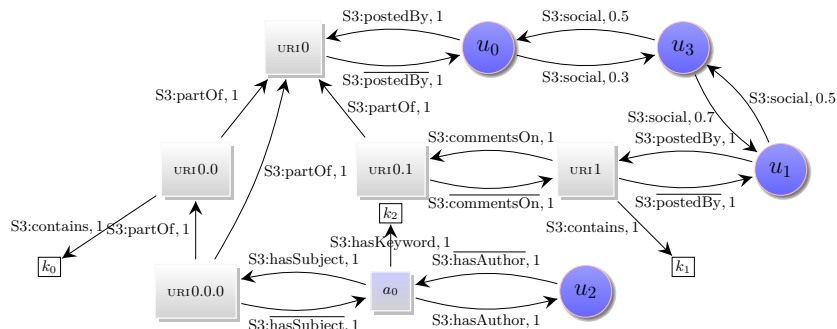 S3:postedBy, 1
S3:social, 0.5
URI0
u0
u3
S3:postedBy, 1
S3:social, 0.3
S3:partOf, 1
S3:partOf, 1
S3:social, 0.5
S3:social, 0.7
S3:commentsOn, 1
S3:postedBy, 1
S3:partOf, 1
URI0.0
URI0.1
URI1
u1
S3:commentsOn, 1
S3:postedBy, 1
k2
S3:contains, 1
S3:partOf, 1
S3:contains, 1
S3:hasKeyword, 1
S3:hasSubject, 1
S3:hasAuthor, 1
k0
k1
URI0.0.0
a0
u2
S3:hasSubject, 1
S3:hasAuthor, 1